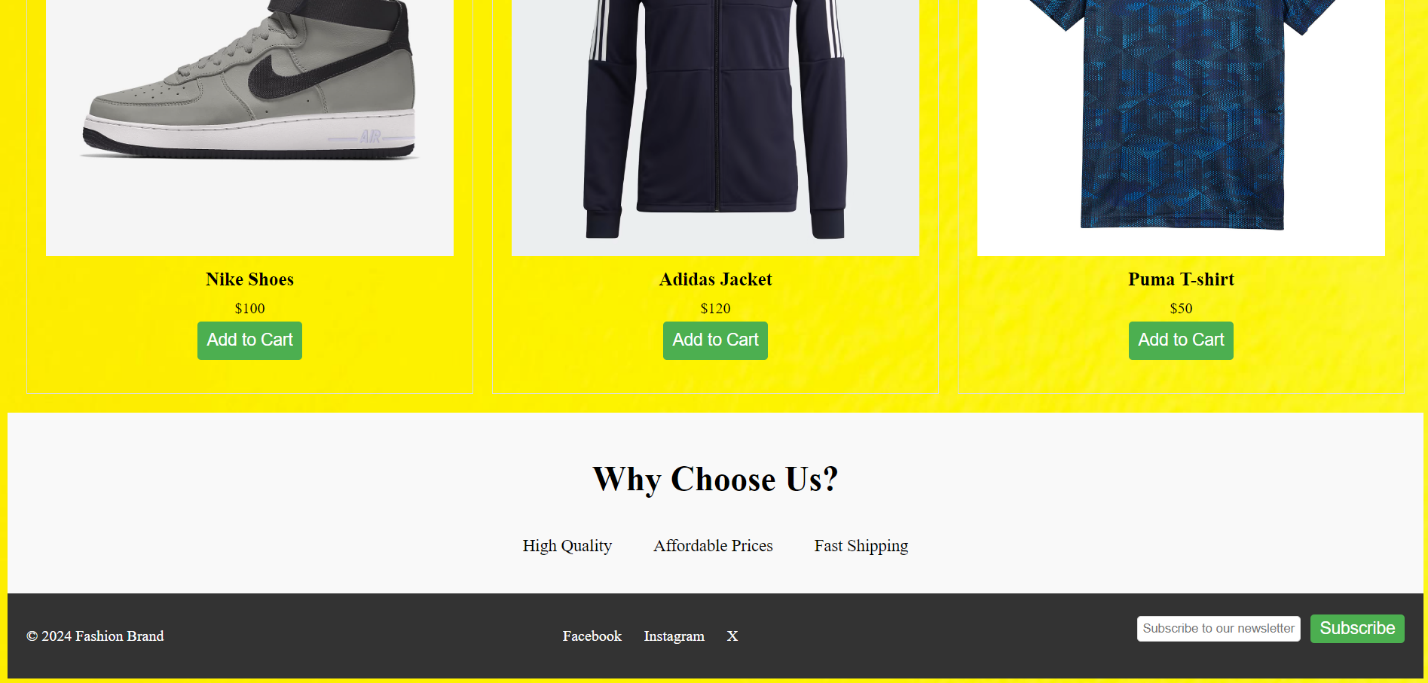 AIR
Nike Shoes
$100
Add to Cart
Adidas Jacket
$120
Add to Cart
Puma T-shirt
$50
Add to Cart
Why Choose Us?
High Quality Affordable Prices Fast Shipping
© 2024 Fashion Brand
Facebook Instagram X
Subscribe to our newsletter
Subscribe